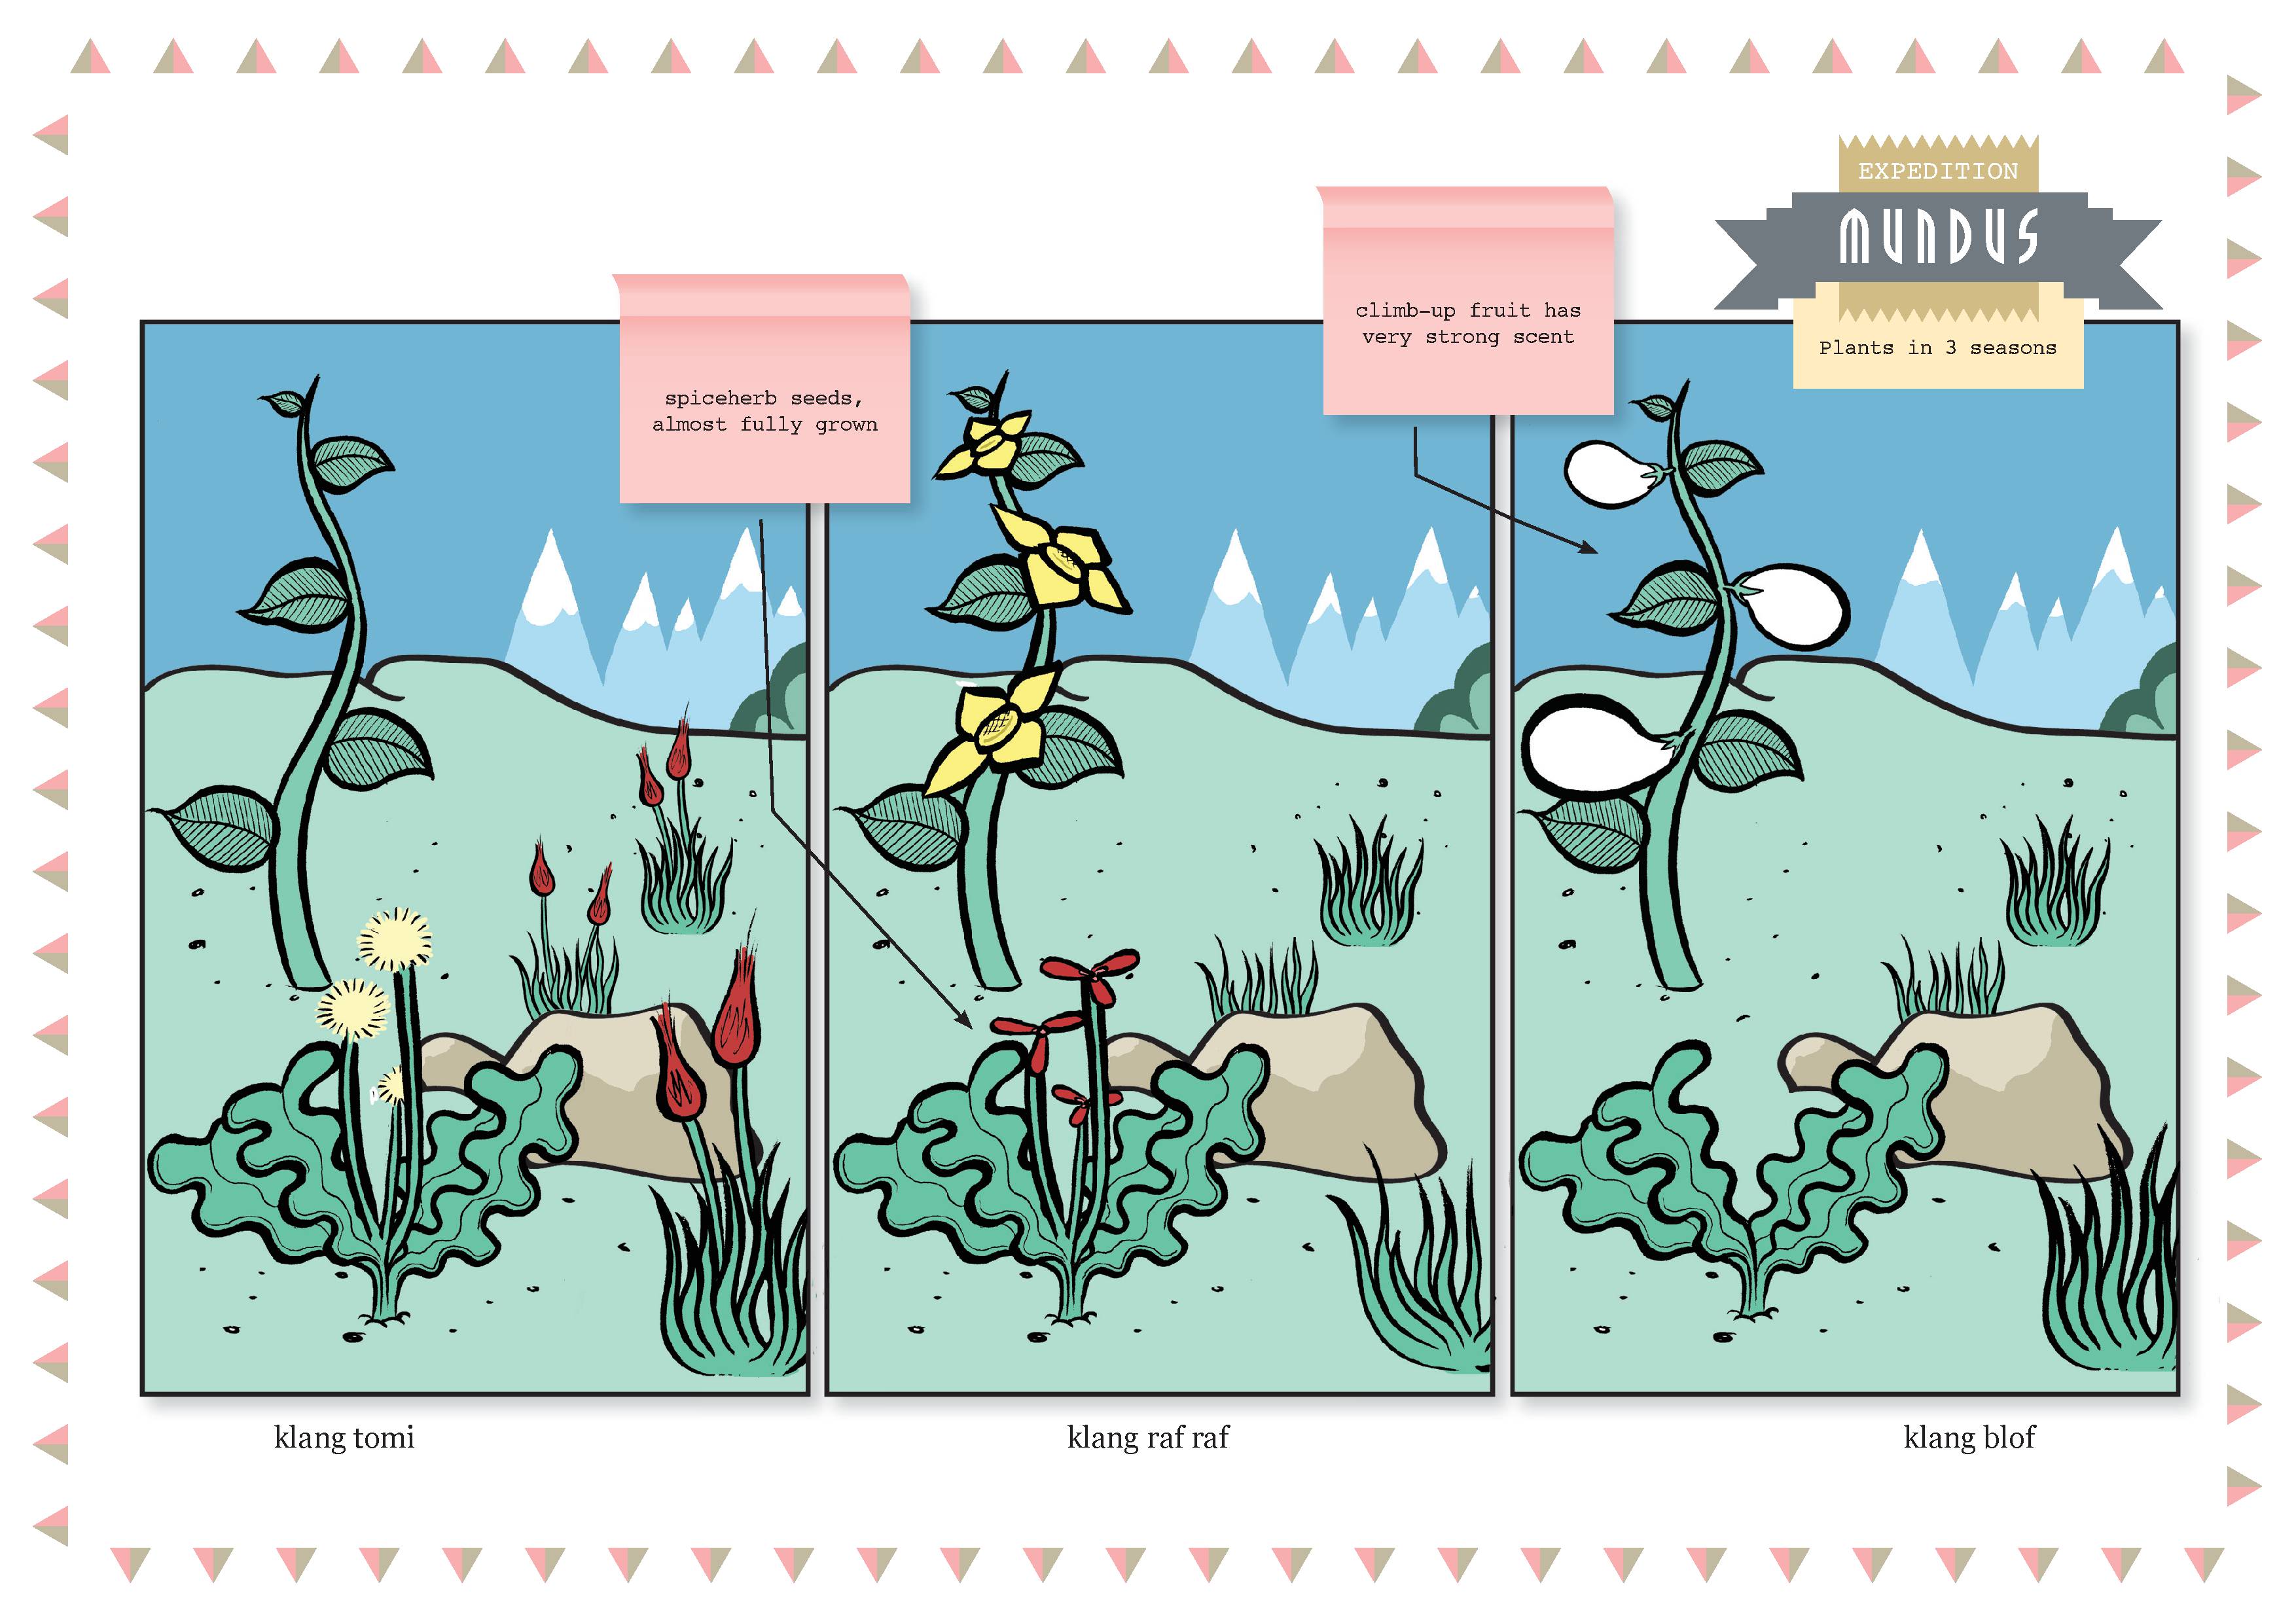 EXPEDITION
MUNDUS
Plants in 3 seasons
climb-up fruit has
very strong scent
spiceherb seeds,
almost fully grown
klang tomi
klang raf raf
klang blof